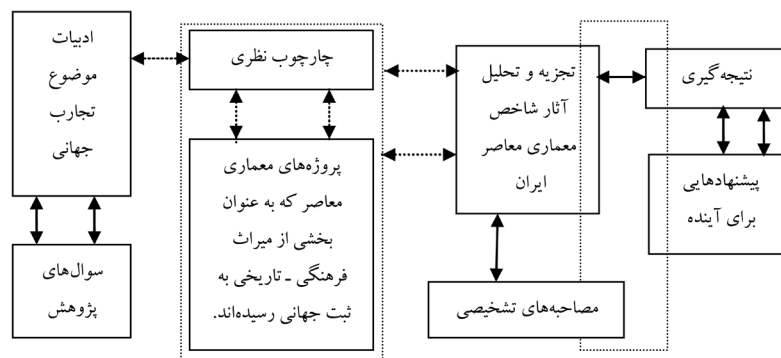 ادبیات
موضوع
تجارب
جهانی
سوال‌های
پژوهش
چارچوب نظری
پروژه‌های معماری
معاصر که به عنوان
بخشی از میراث
فرهنگی ـ تاریخی به
ثبت جهانی رسیده‌اند.
تجزیه و تحلیل
آثار شاخص
معماری معاصر
ایران
مصاحبه‌های تشخیصی
نتیجه‌گیری
پیشنهادهایی
برای آینده